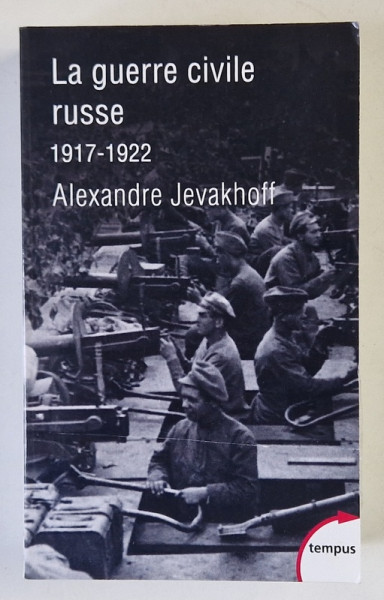 La guerre civile
russe
1917-1922
Alexandre Jevakhoff
tempus